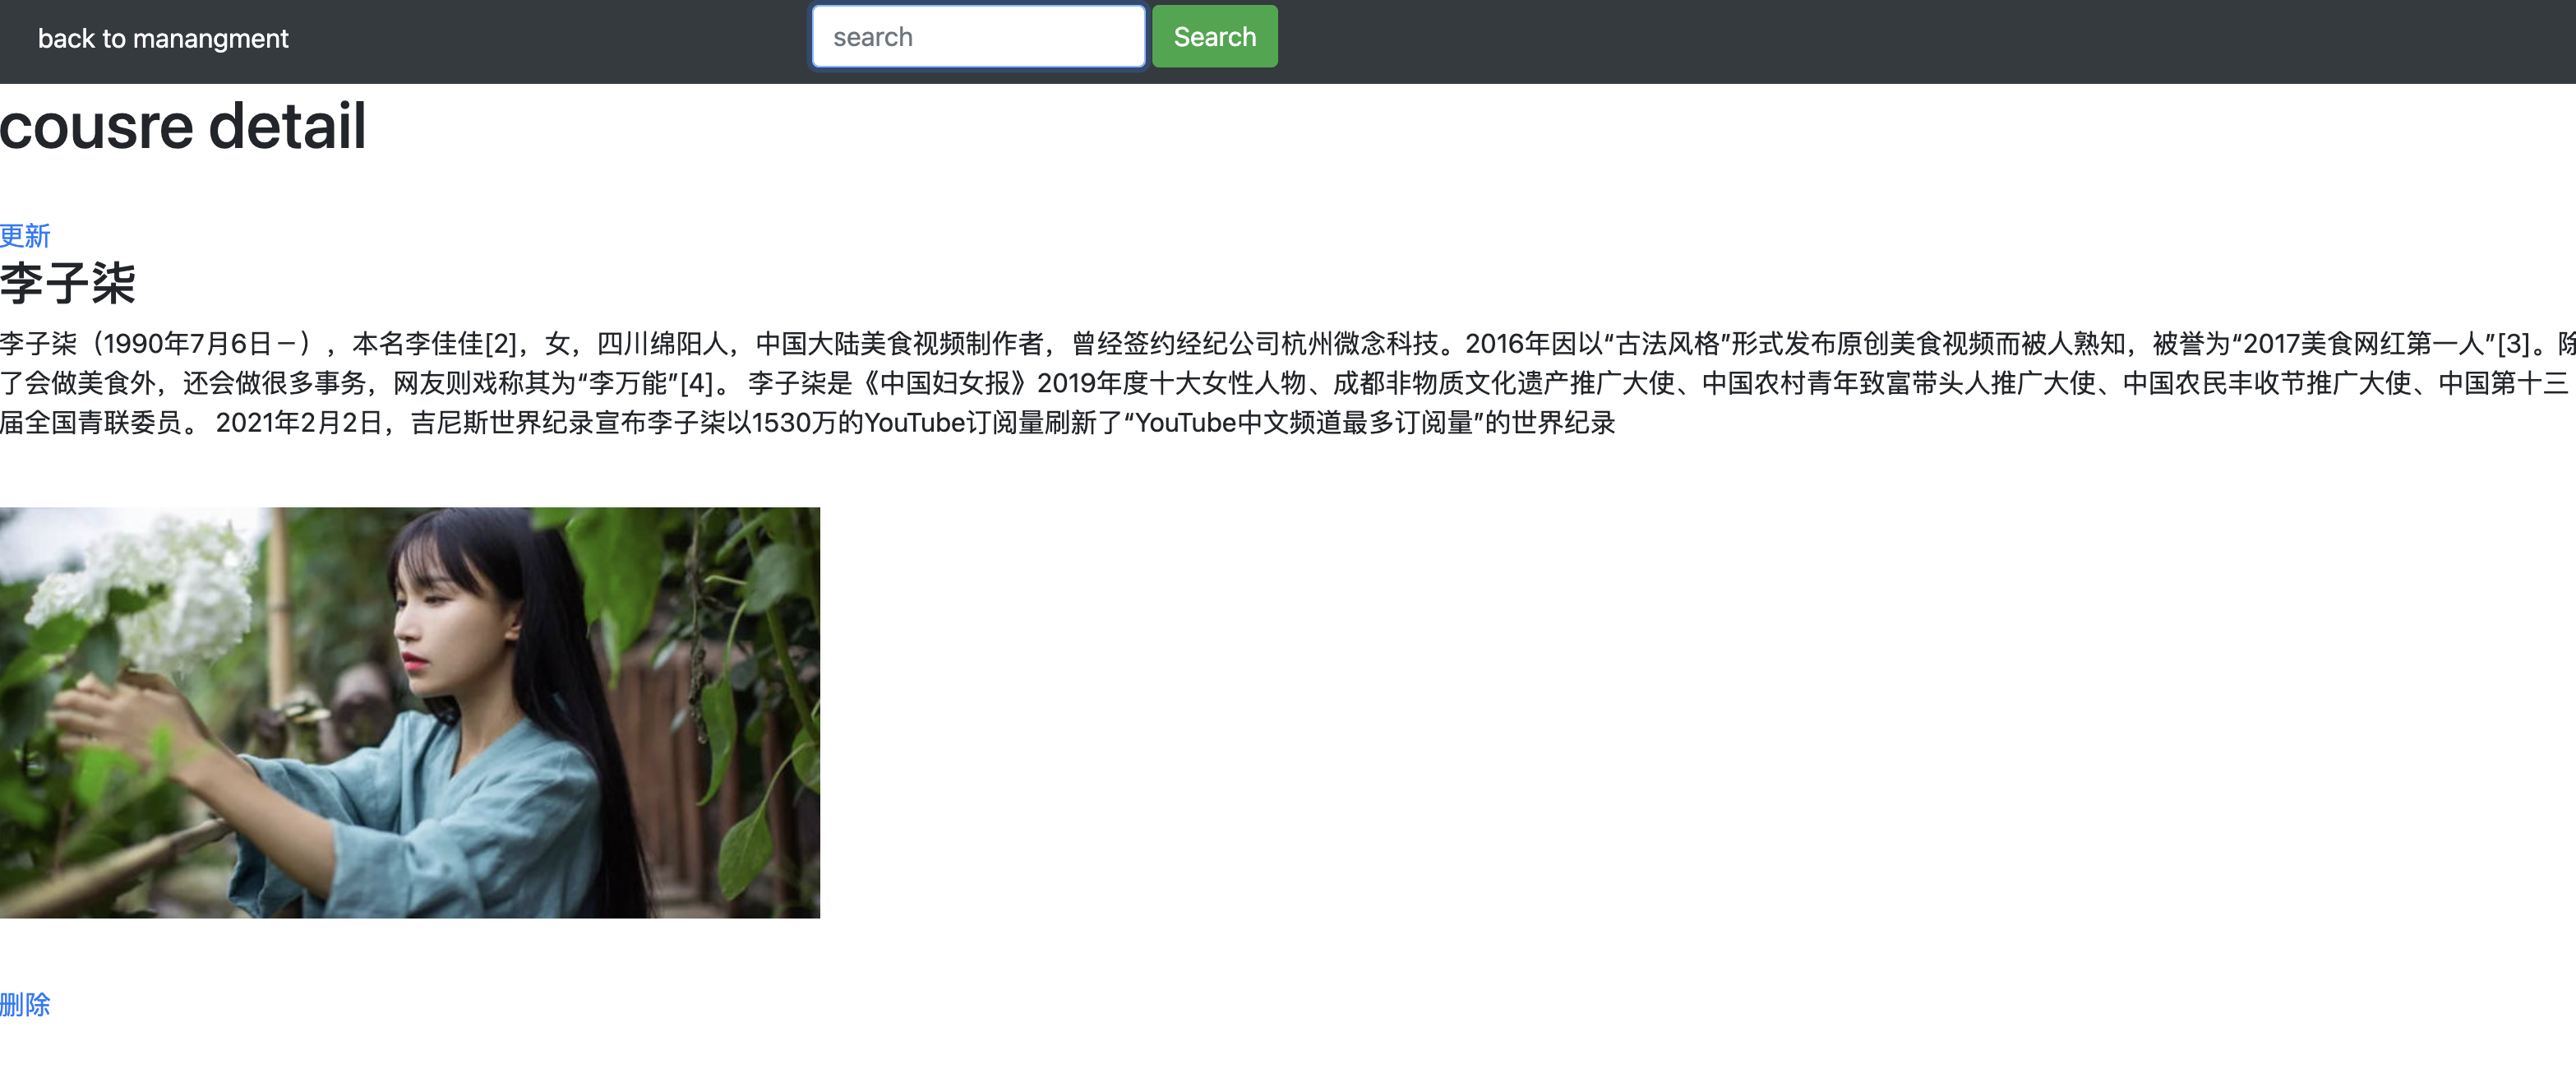 back to manangment
search
Search
cousre detail
更新
李子柒
李子柒（1990年7月6日－），本名李佳佳[2]，女，四川绵阳人，中国大陆美食视频制作者，曾经签约经纪公司杭州微念科技。2016年因以“古法风格”形式发布原创美食视频而被人熟知，被誉为“2017美食网红第一人”[3]。除
了会做美食外，还会做很多事务，网友则戏称其为“李万能”[4]。 李子柒是《中国妇女报》2019年度十大女性人物、成都非物质文化遗产推广大使、中国农村青年致富带头人推广大使、中国农民丰收节推广大使、中国第十三
届全国青联委员。 2021年2月2日，吉尼斯世界纪录宣布李子柒以1530万的YouTube订阅量刷新了“YouTube中文频道最多订阅量”的世界纪录
删除